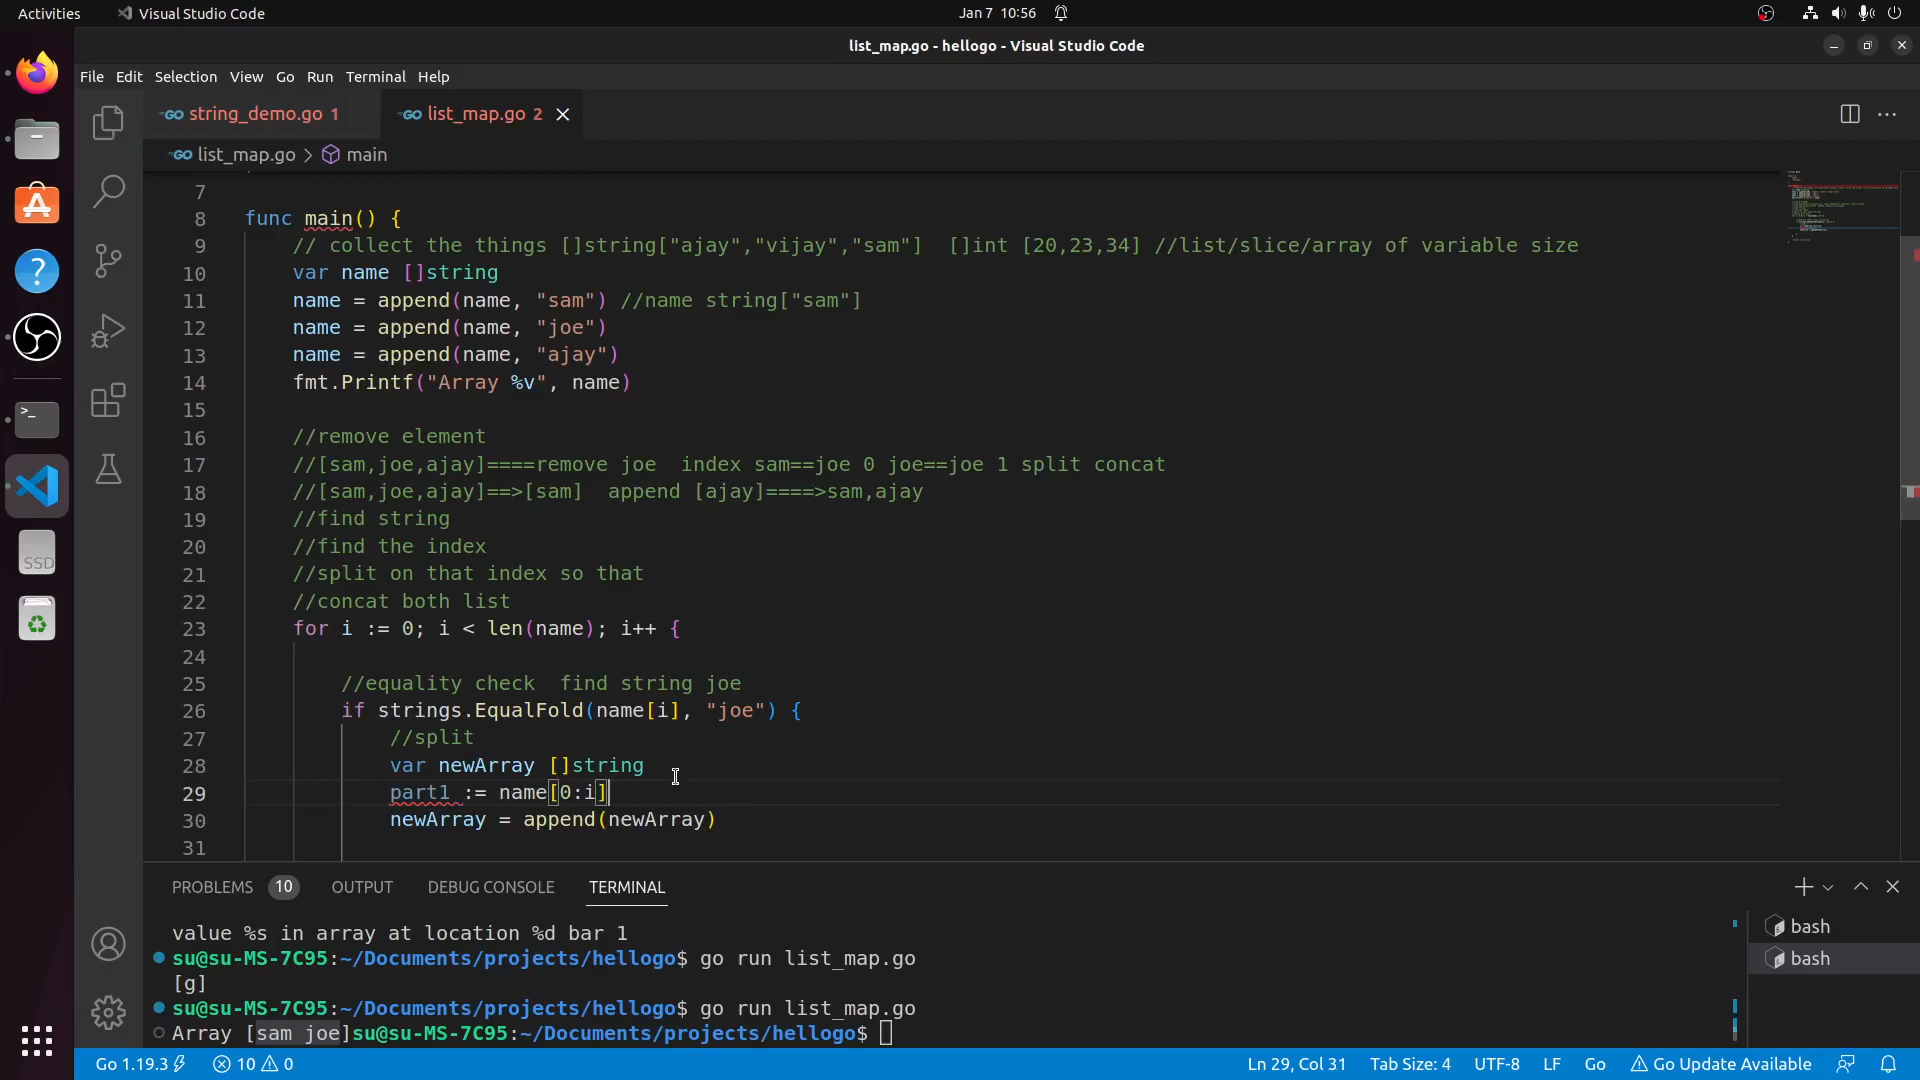 Activities
Visual Studio Code
Jan 7 10:56
list_map.go - hellogo - Visual Studio Code
File Edit Selection View Go Run Terminal Help
GO string_demo.go 1
GO list_map.go 2
GO list_map.go > main
7
8 func main() {
9 // collect the things []string["ajay","vijay","sam"] []int [20,23,34] //list/slice/array of variable size
10 var name []string
11 name = append(name, "sam") //name string["sam"]
12 name = append(name, "joe")
13 name = append(name, "ajay")
14 fmt.Printf("Array %v", name)
15
16 //remove element
17 //[sam,joe,ajay]====remove joe index sam==joe 0 joe==joe 1 split concat
18 //[sam,joe,ajay]==>[sam] append [ajay]====>sam,ajay
19 //find string
20 //find the index
21 //split on that index so that
22 //concat both list
23 for i := 0; i < len(name); i++ {
24
25 //equality check find string joe
26 if strings.EqualFold(name[i], "joe") {
27 //split
28 var newArray []string
29 part1 := name[0:i]
30 newArray = append(newArray)
31
PROBLEMS 10 OUTPUT DEBUG CONSOLE TERMINAL
value %s in array at location %d bar 1
su@su-MS-7C95:~/Documents/projects/hellogo$ go run list_map.go
[g]
su@su-MS-7C95:~/Documents/projects/hellogo$ go run list_map.go
Array [sam joe]su@su-MS-7C95:~/Documents/projects/hellogo$
bash
bash
SSD
Go 1.19.3 10 0
Ln 29, Col 31 Tab Size: 4 UTF-8 LF Go Go Update Available